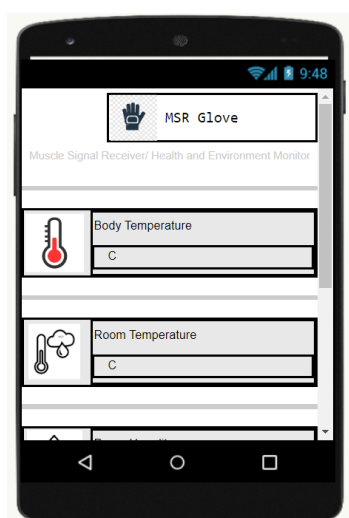 9:48
MSR Glove
Muscle Signal Receiver/ Health and Environment Monitor
Body Temperature
C
Room Temperature
C